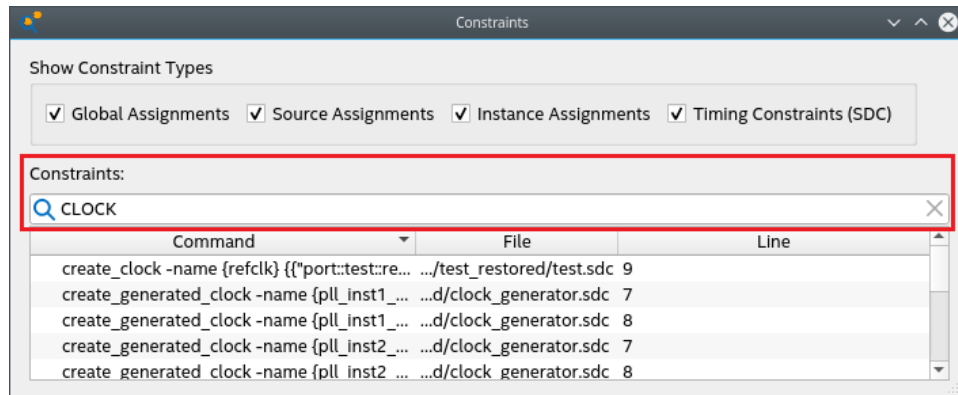 Constraints
Show Constraint Types
Global Assignments Source Assignments Instance Assignments Timing Constraints (SDC)
Constraints:
CLOCK
Command File Line
create_clock -name {refclk} {{"port::test::re... .../test_restored/test.sdc 9
create_generated_clock -name {pll_inst1_... ...d/clock_generator.sdc 7
create_generated_clock -name {pll_inst1_... ...d/clock_generator.sdc 8
create_generated_clock -name {pll_inst2_... ...d/clock_generator.sdc 7
create_generated_clock -name {pll_inst2_... ...d/clock_generator.sdc 8